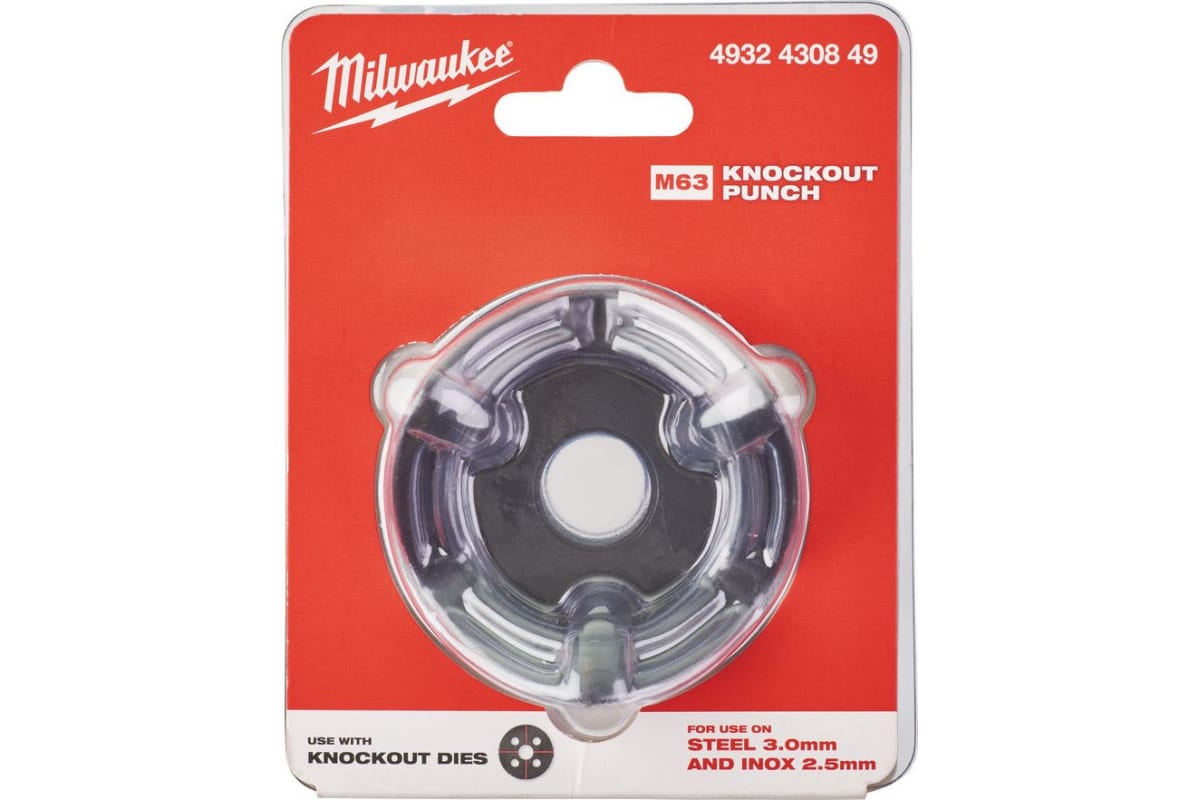 Milwaukee®
4932 4308 49
M63 KNOCKOUT
PUNCH
USE WITH
KNOCKOUT DIES
FOR USE ON
STEEL 3.0mm
AND INOX 2.5mm